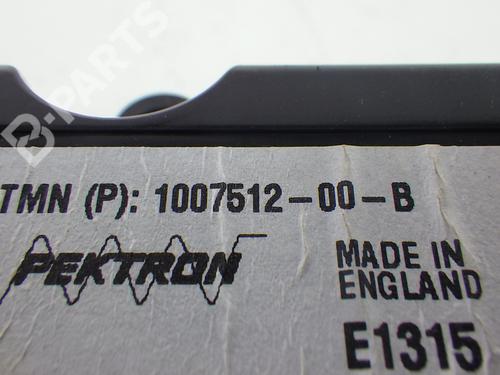 B-PARTS
TMN (P): 1007512-00-B
PEKTRON
MADE IN
ENGLAND
E1315